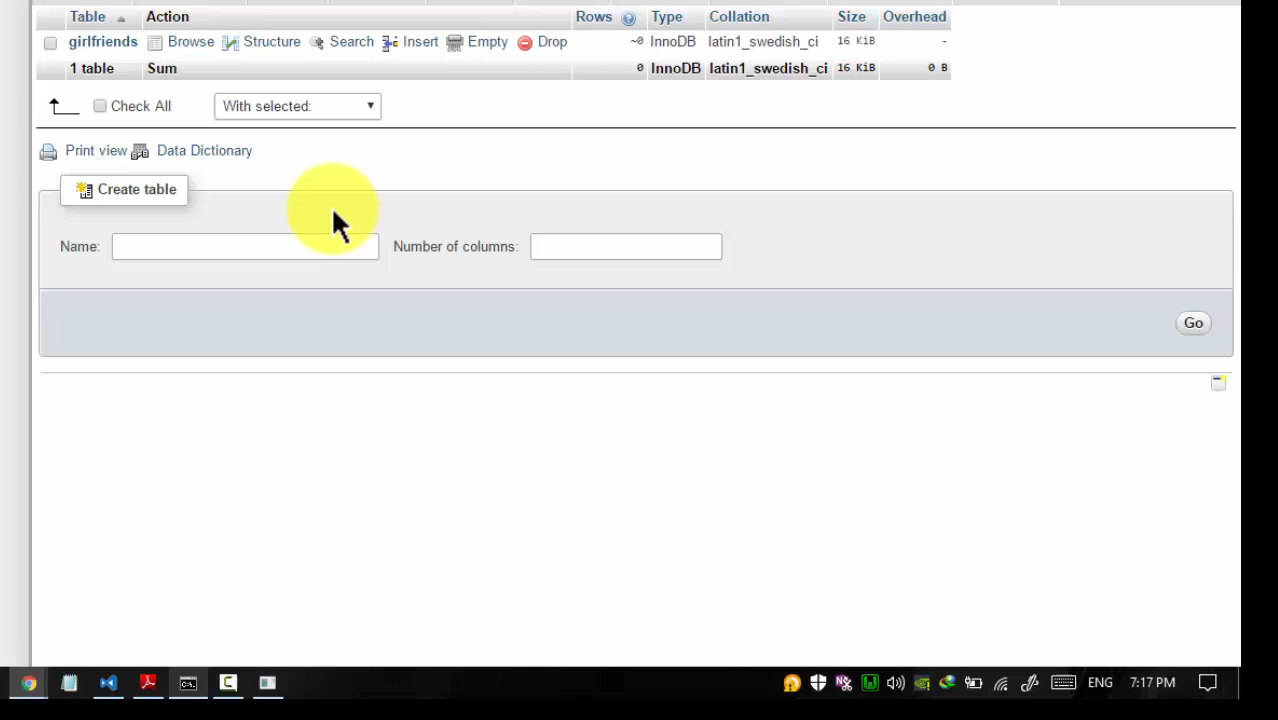 Table Action Rows Type Collation Size Overhead
girlfriends Browse Structure Search Insert Empty Drop ~0 InnoDB latin1_swedish_ci 16 KiB -
1 table Sum 0 InnoDB latin1_swedish_ci 16 KiB 0 B
Check All With selected:
Print view Data Dictionary
Create table
Name: Number of columns:
Go
ENG 7:17 PM